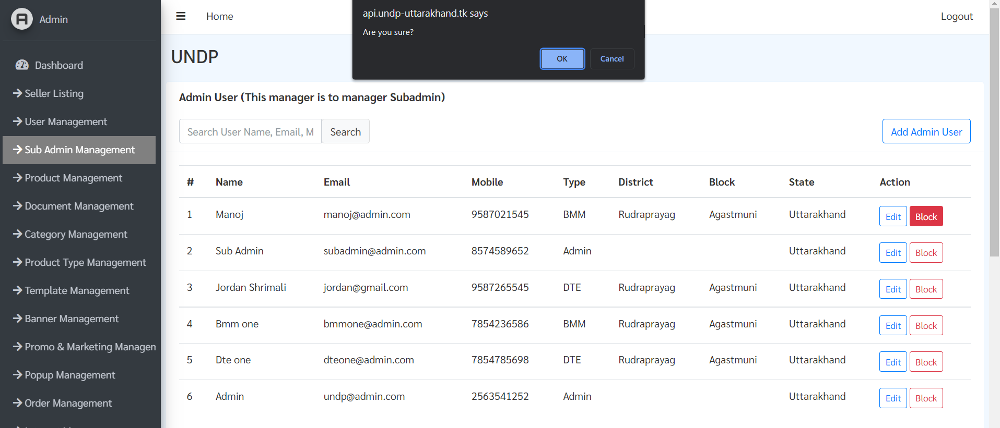 Admin
Dashboard
Seller Listing
User Management
Sub Admin Management
Product Management
Document Management
Category Management
Product Type Management
Template Management
Banner Management
Promo & Marketing Managem
Popup Management
Order Management
Home
Logout
api.undp-uttarakhand.tk says
Are you sure?
OK Cancel
UNDP
Admin User (This manager is to manager Subadmin)
Search User Name, Email, M Search Add Admin User
# Name Email Mobile Type District Block State Action
1 Manoj manoj@admin.com 9587021545 BMM Rudraprayag Agastmuni Uttarakhand Edit Block
2 Sub Admin subadmin@admin.com 8574589652 Admin Uttarakhand Edit Block
3 Jordan Shrimali jordan@gmail.com 9587265545 DTE Rudraprayag Agastmuni Uttarakhand Edit Block
4 Bmm one bmmone@admin.com 7854236586 BMM Rudraprayag Agastmuni Uttarakhand Edit Block
5 Dte one dteone@admin.com 7854785698 DTE Rudraprayag Agastmuni Uttarakhand Edit Block
6 Admin undp@admin.com 2563541252 Admin Uttarakhand Edit Block